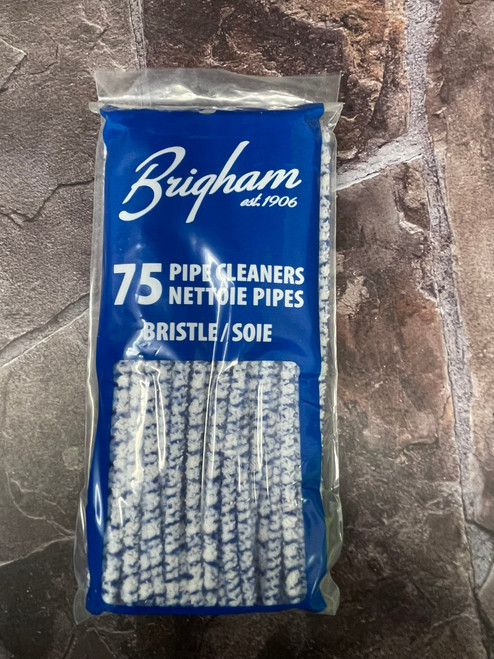 Brigham
est. 1906
75 PIPE CLEANERS
NETTOIE PIPES
BRISTLE/SOIE